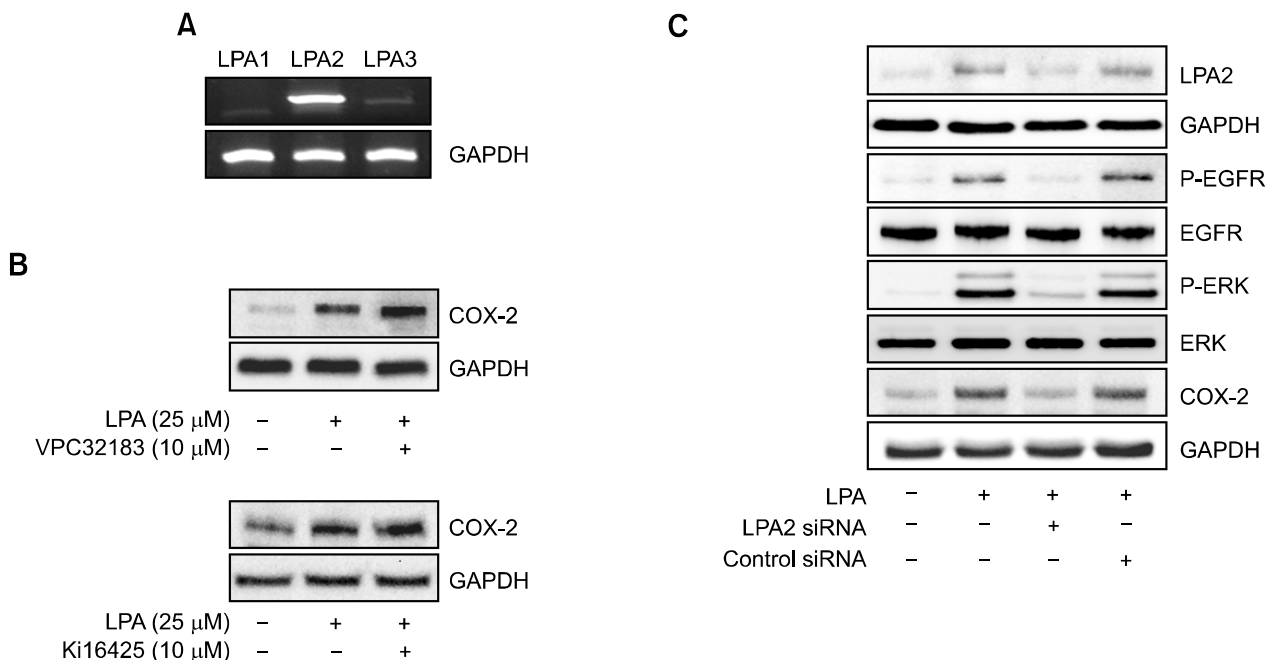 A
LPA1 LPA2 LPA3
GAPDH
B
COX-2
GAPDH
LPA (25 μM) – + +
VPC32183 (10 μM) – – +
COX-2
GAPDH
LPA (25 μM) – + +
Ki16425 (10 μM) – – +
C
LPA2
GAPDH
P-EGFR
EGFR
P-ERK
ERK
COX-2
GAPDH
LPA – + + +
LPA2 siRNA – – + –
Control siRNA – – – +